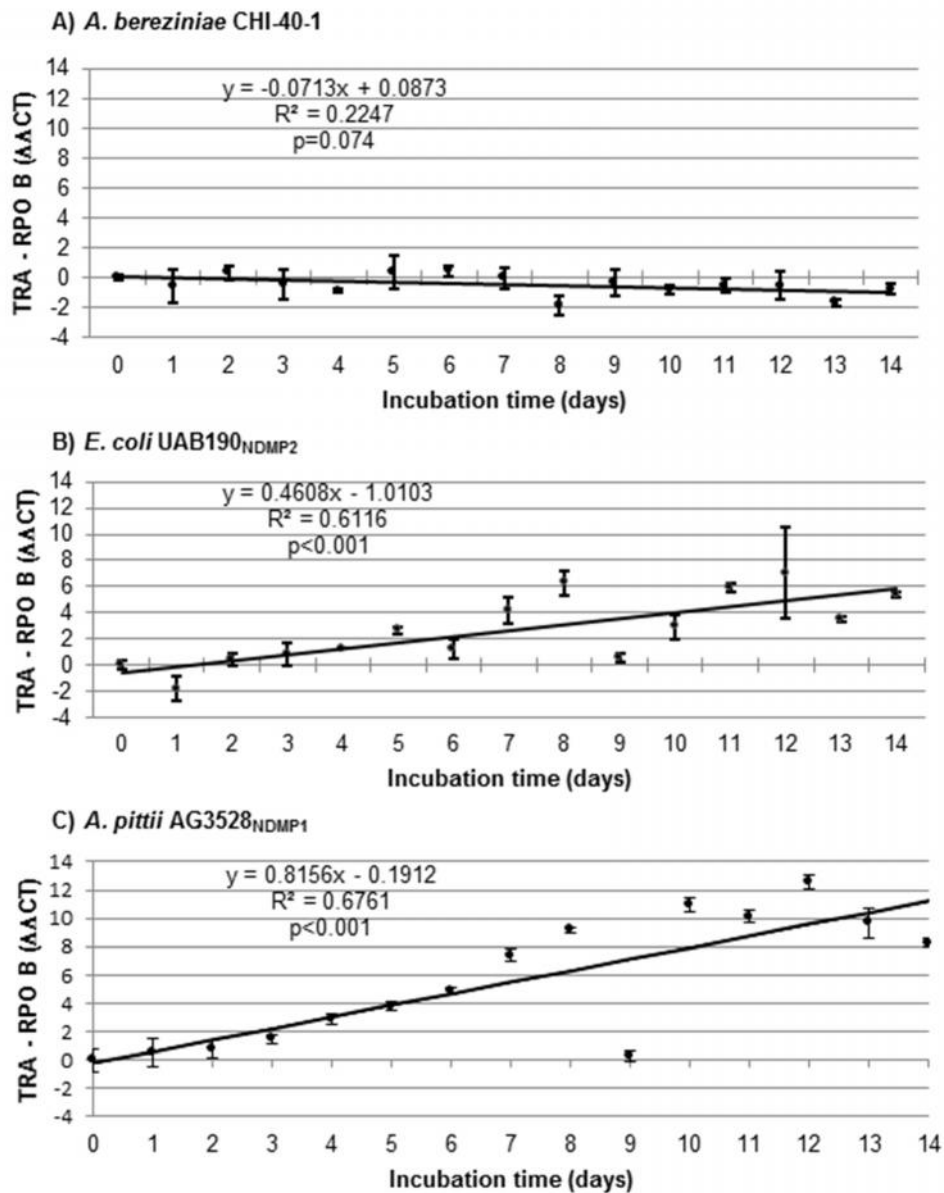 A) A. bereziniae CHI-40-1
14
12
10
8
6
4
2
0
-2
-4
y = -0.0713x + 0.0873
R² = 0.2247
p=0.074
TRA - RPO B (ΔΔCT)
0 1 2 3 4 5 6 7 8 9 10 11 12 13 14
Incubation time (days)
B) E. coli UAB190NDMP2
14
12
10
8
6
4
2
0
-2
-4
y = 0.4608x - 1.0103
R² = 0.6116
p<0.001
TRA - RPO B (ΔΔCT)
0 1 2 3 4 5 6 7 8 9 10 11 12 13 14
Incubation time (days)
C) A. pittii AG3528NDMP1
14
12
10
8
6
4
2
0
-2
-4
y = 0.8156x - 0.1912
R² = 0.6761
p<0.001
TRA - RPO B (ΔΔCT)
0 1 2 3 4 5 6 7 8 9 10 11 12 13 14
Incubation time (days)